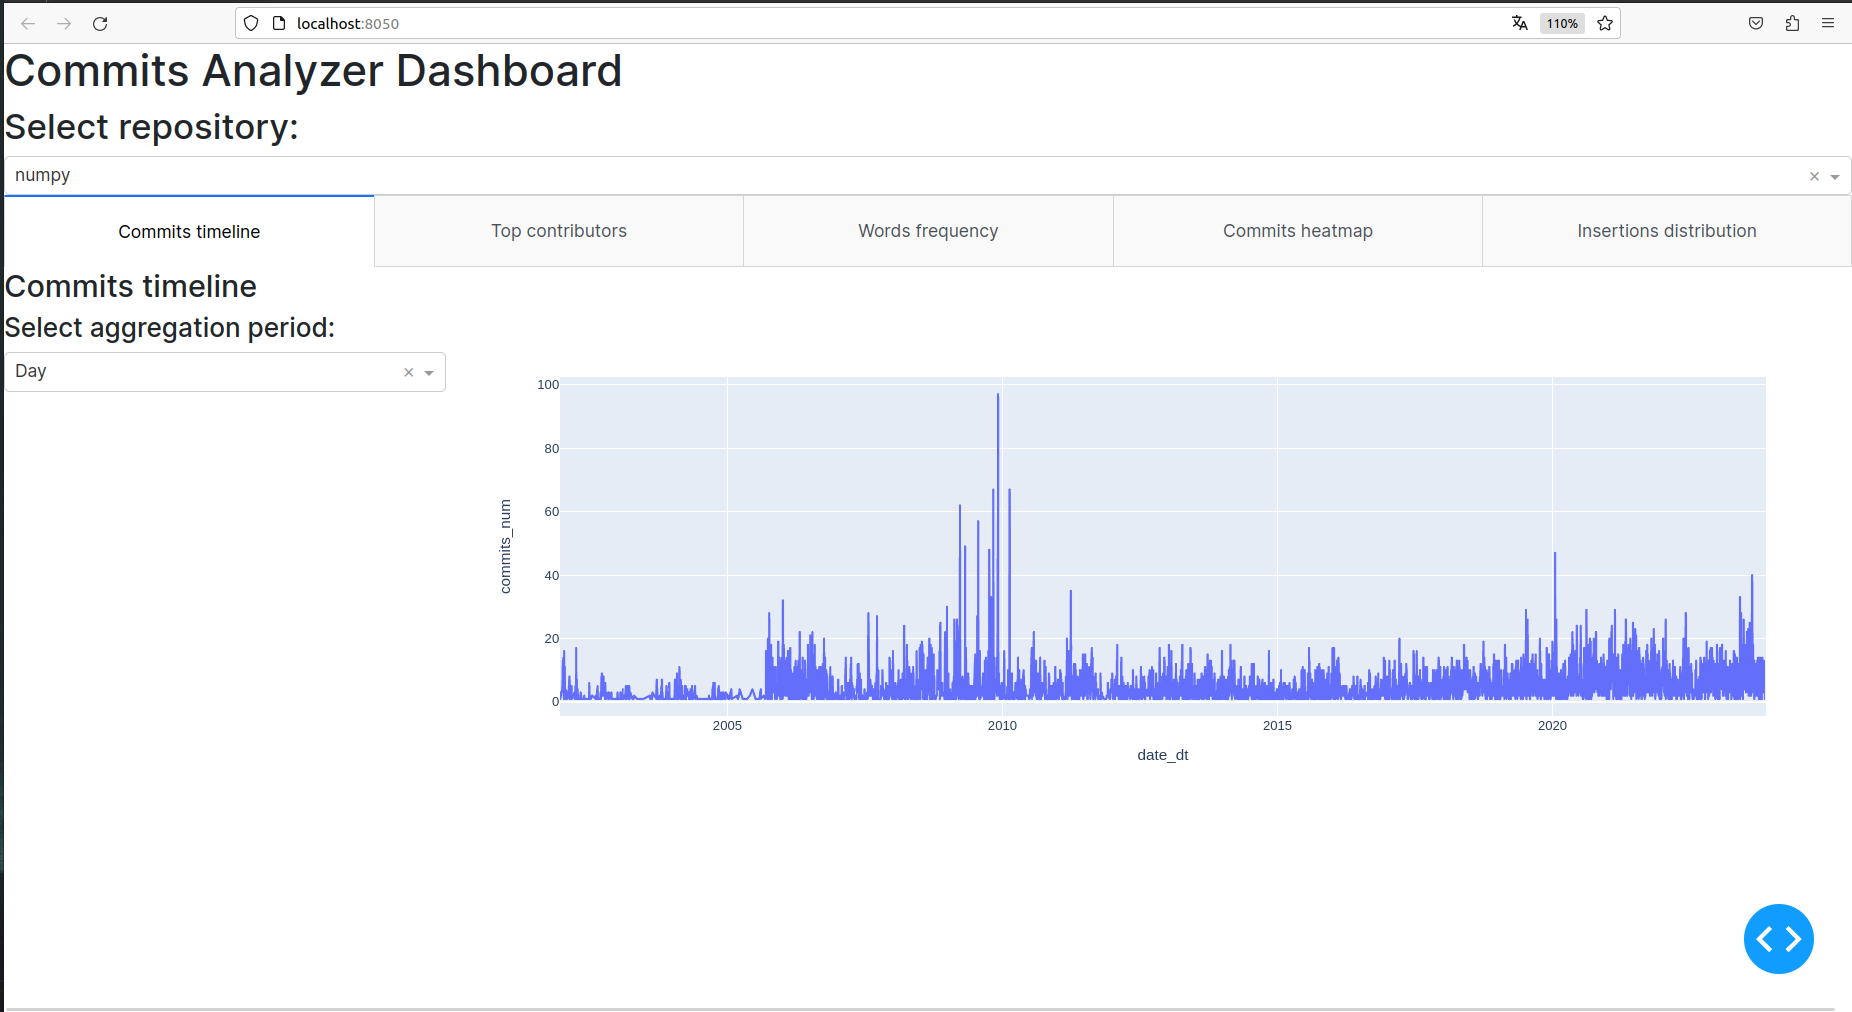 localhost:8050
110%
Commits Analyzer Dashboard
Select repository:
numpy
Commits timeline
Top contributors
Words frequency
Commits heatmap
Insertions distribution
Commits timeline
Select aggregation period:
Day
100
80
60
40
20
0
commits_num
2005
2010
2015
2020
date_dt